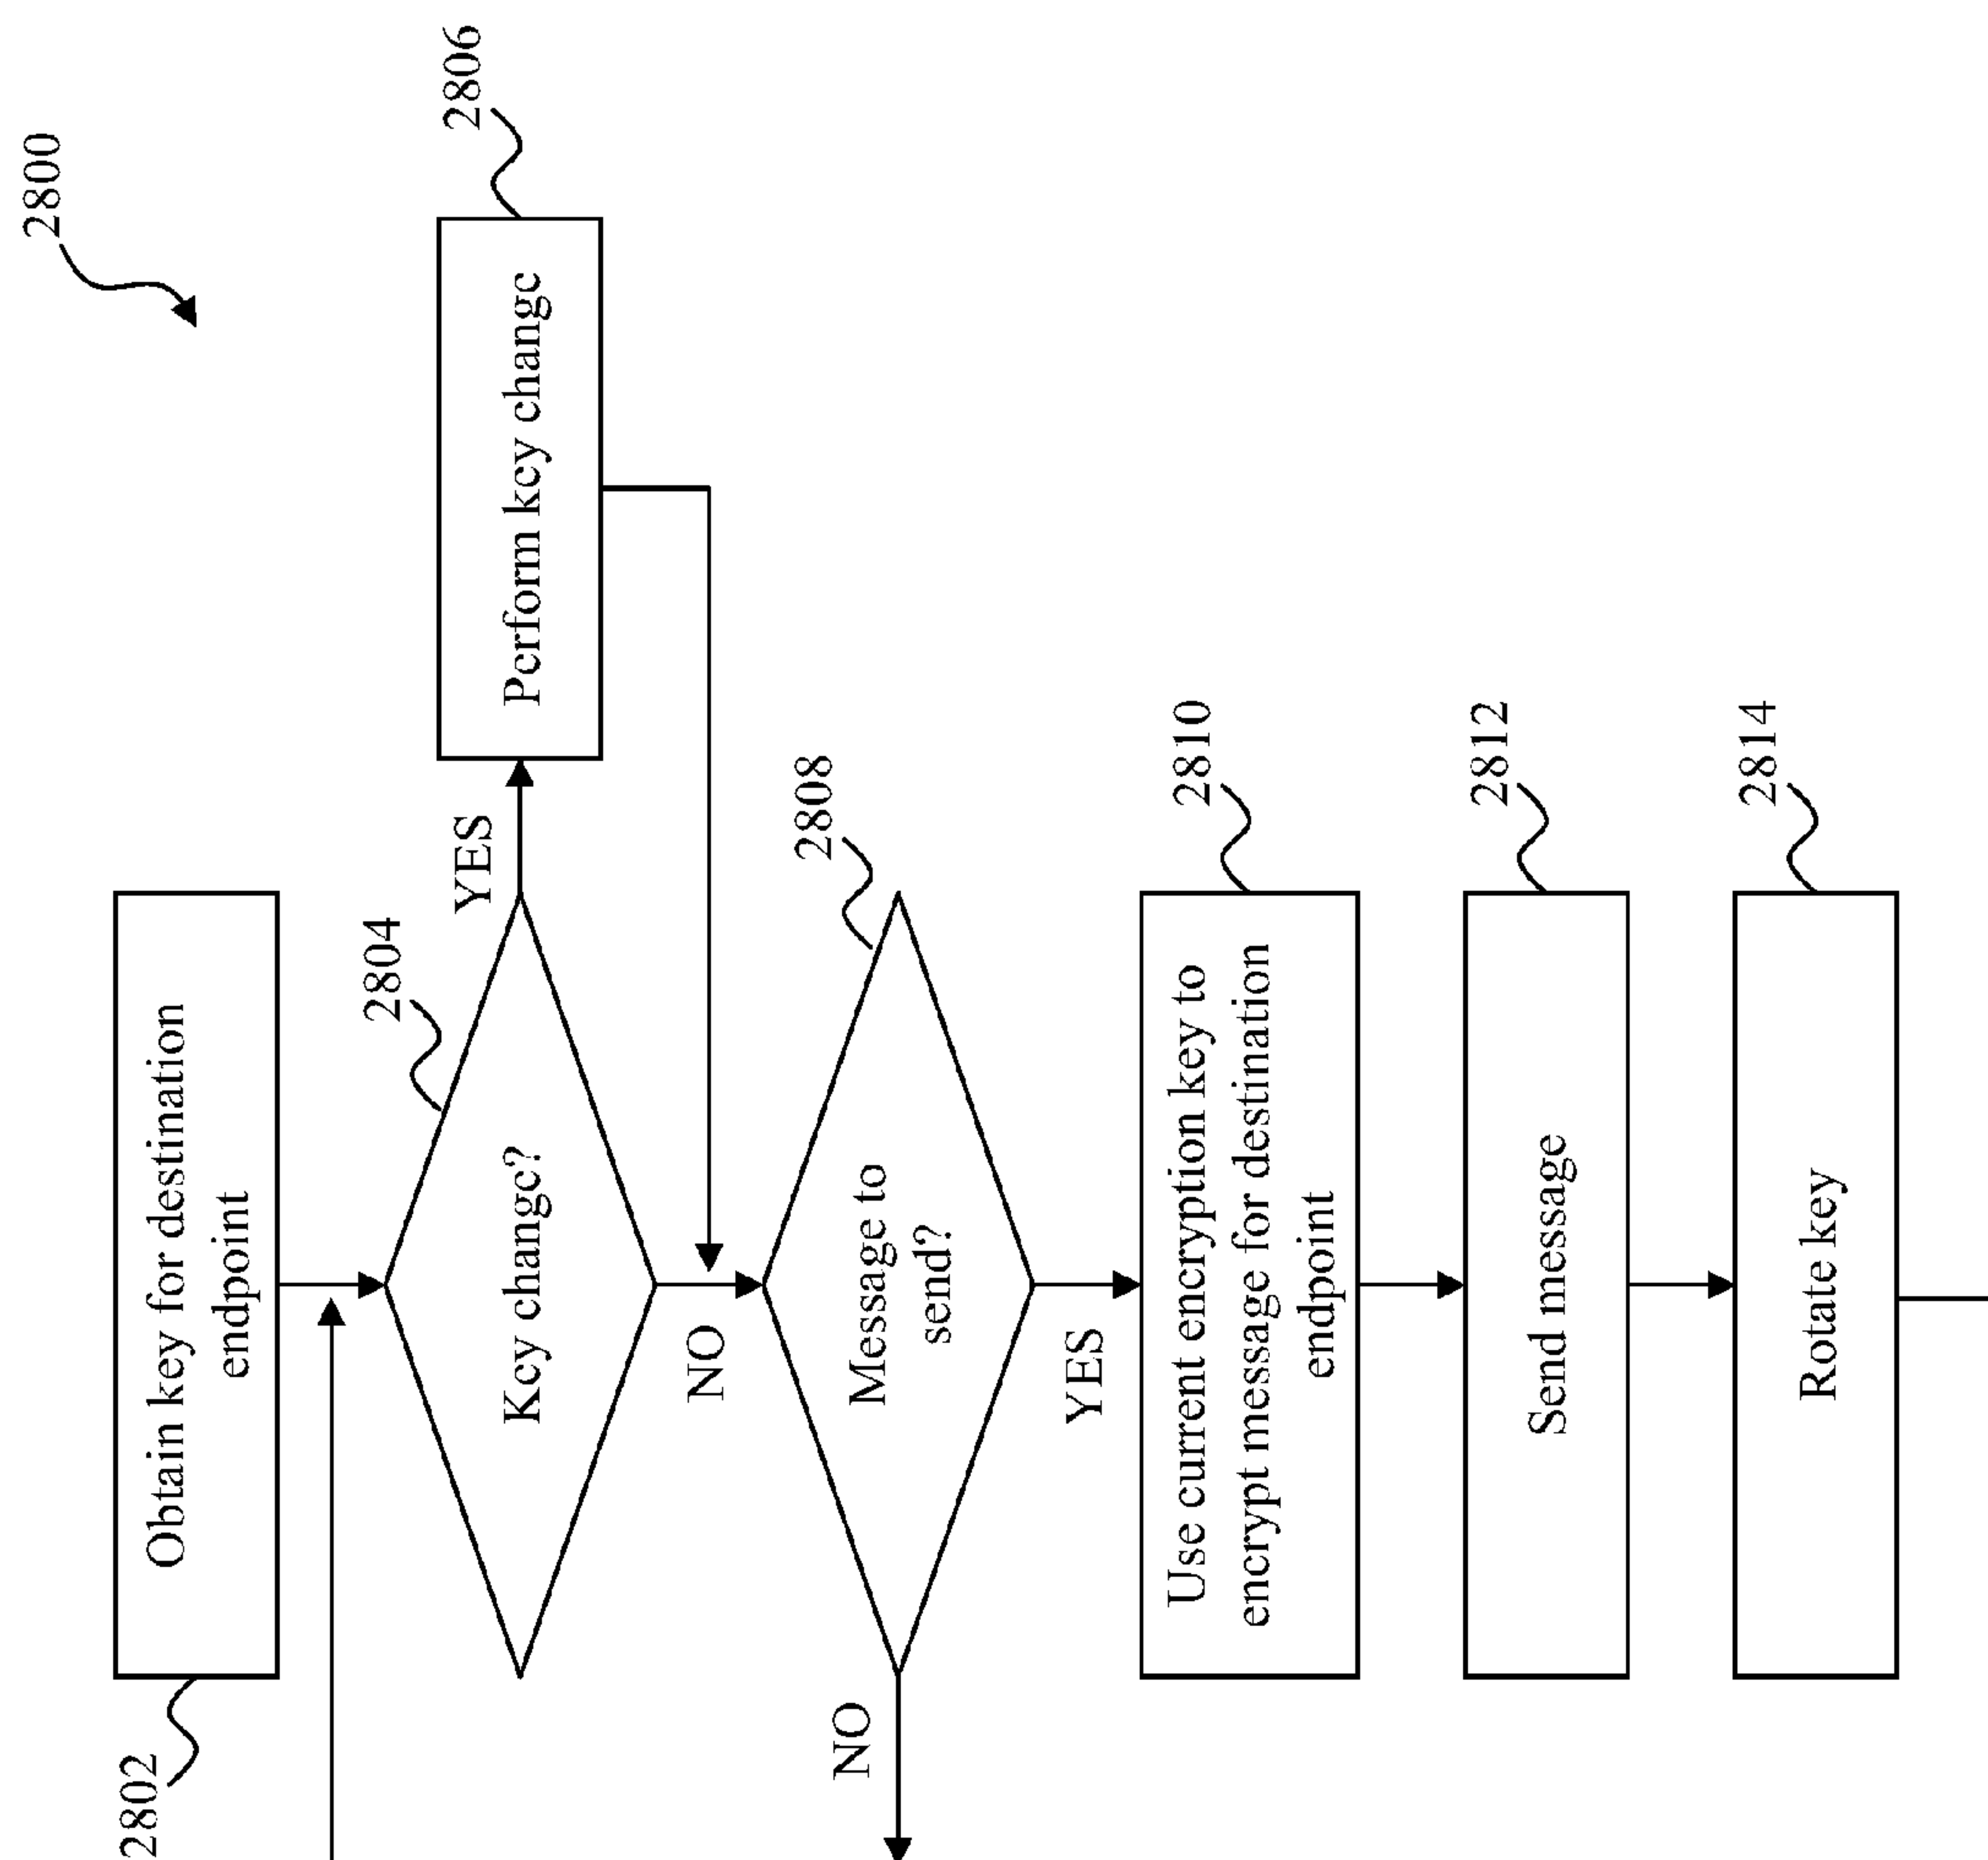 2800
2802
Obtain key for destination
endpoint
2804
Key change?
YES
2806
Perform key change
NO
2808
Message to
send?
NO
YES
2810
Use current encryption key to
encrypt message for destination
endpoint
2812
Send message
2814
Rotate key